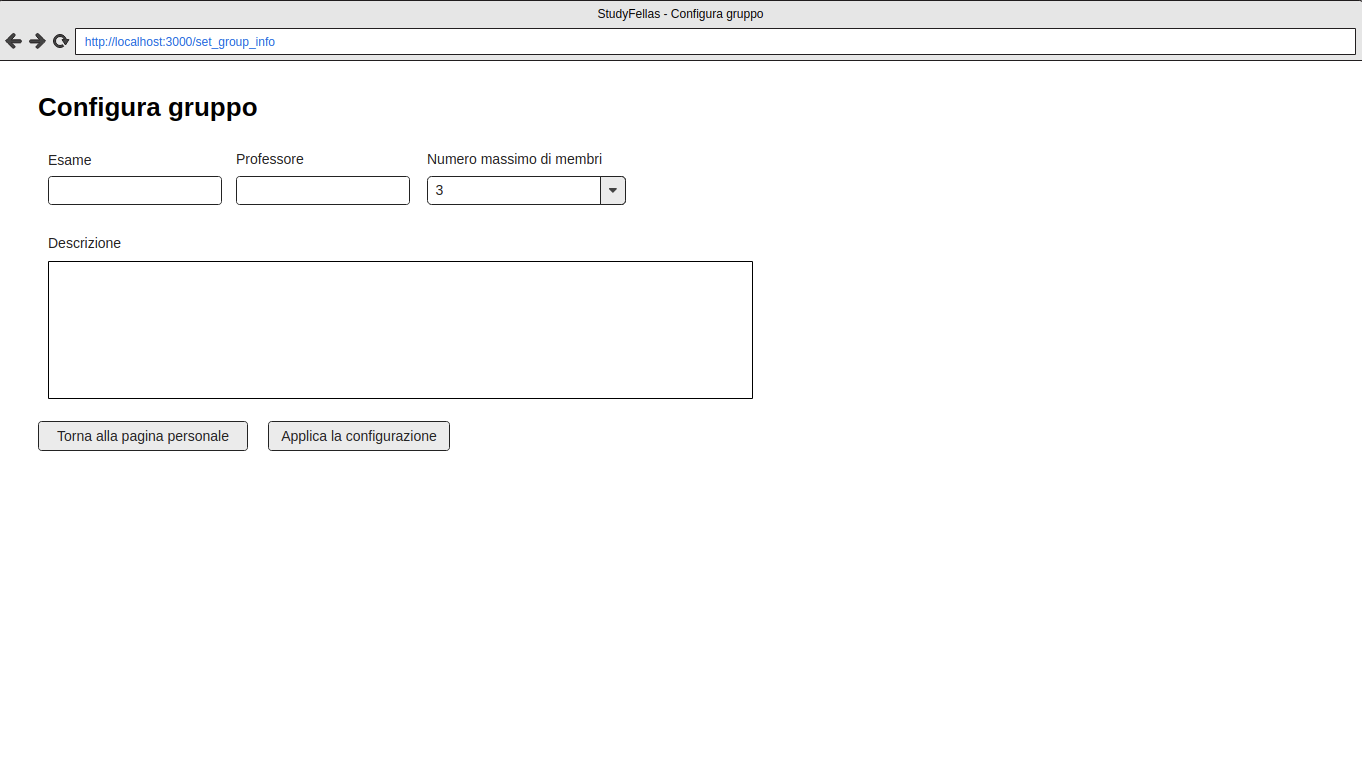 StudyFellas - Configura gruppo
http://localhost:3000/set_group_info
Configura gruppo
Esame Professore Numero massimo di membri
3
Descrizione
Torna alla pagina personale Applica la configurazione